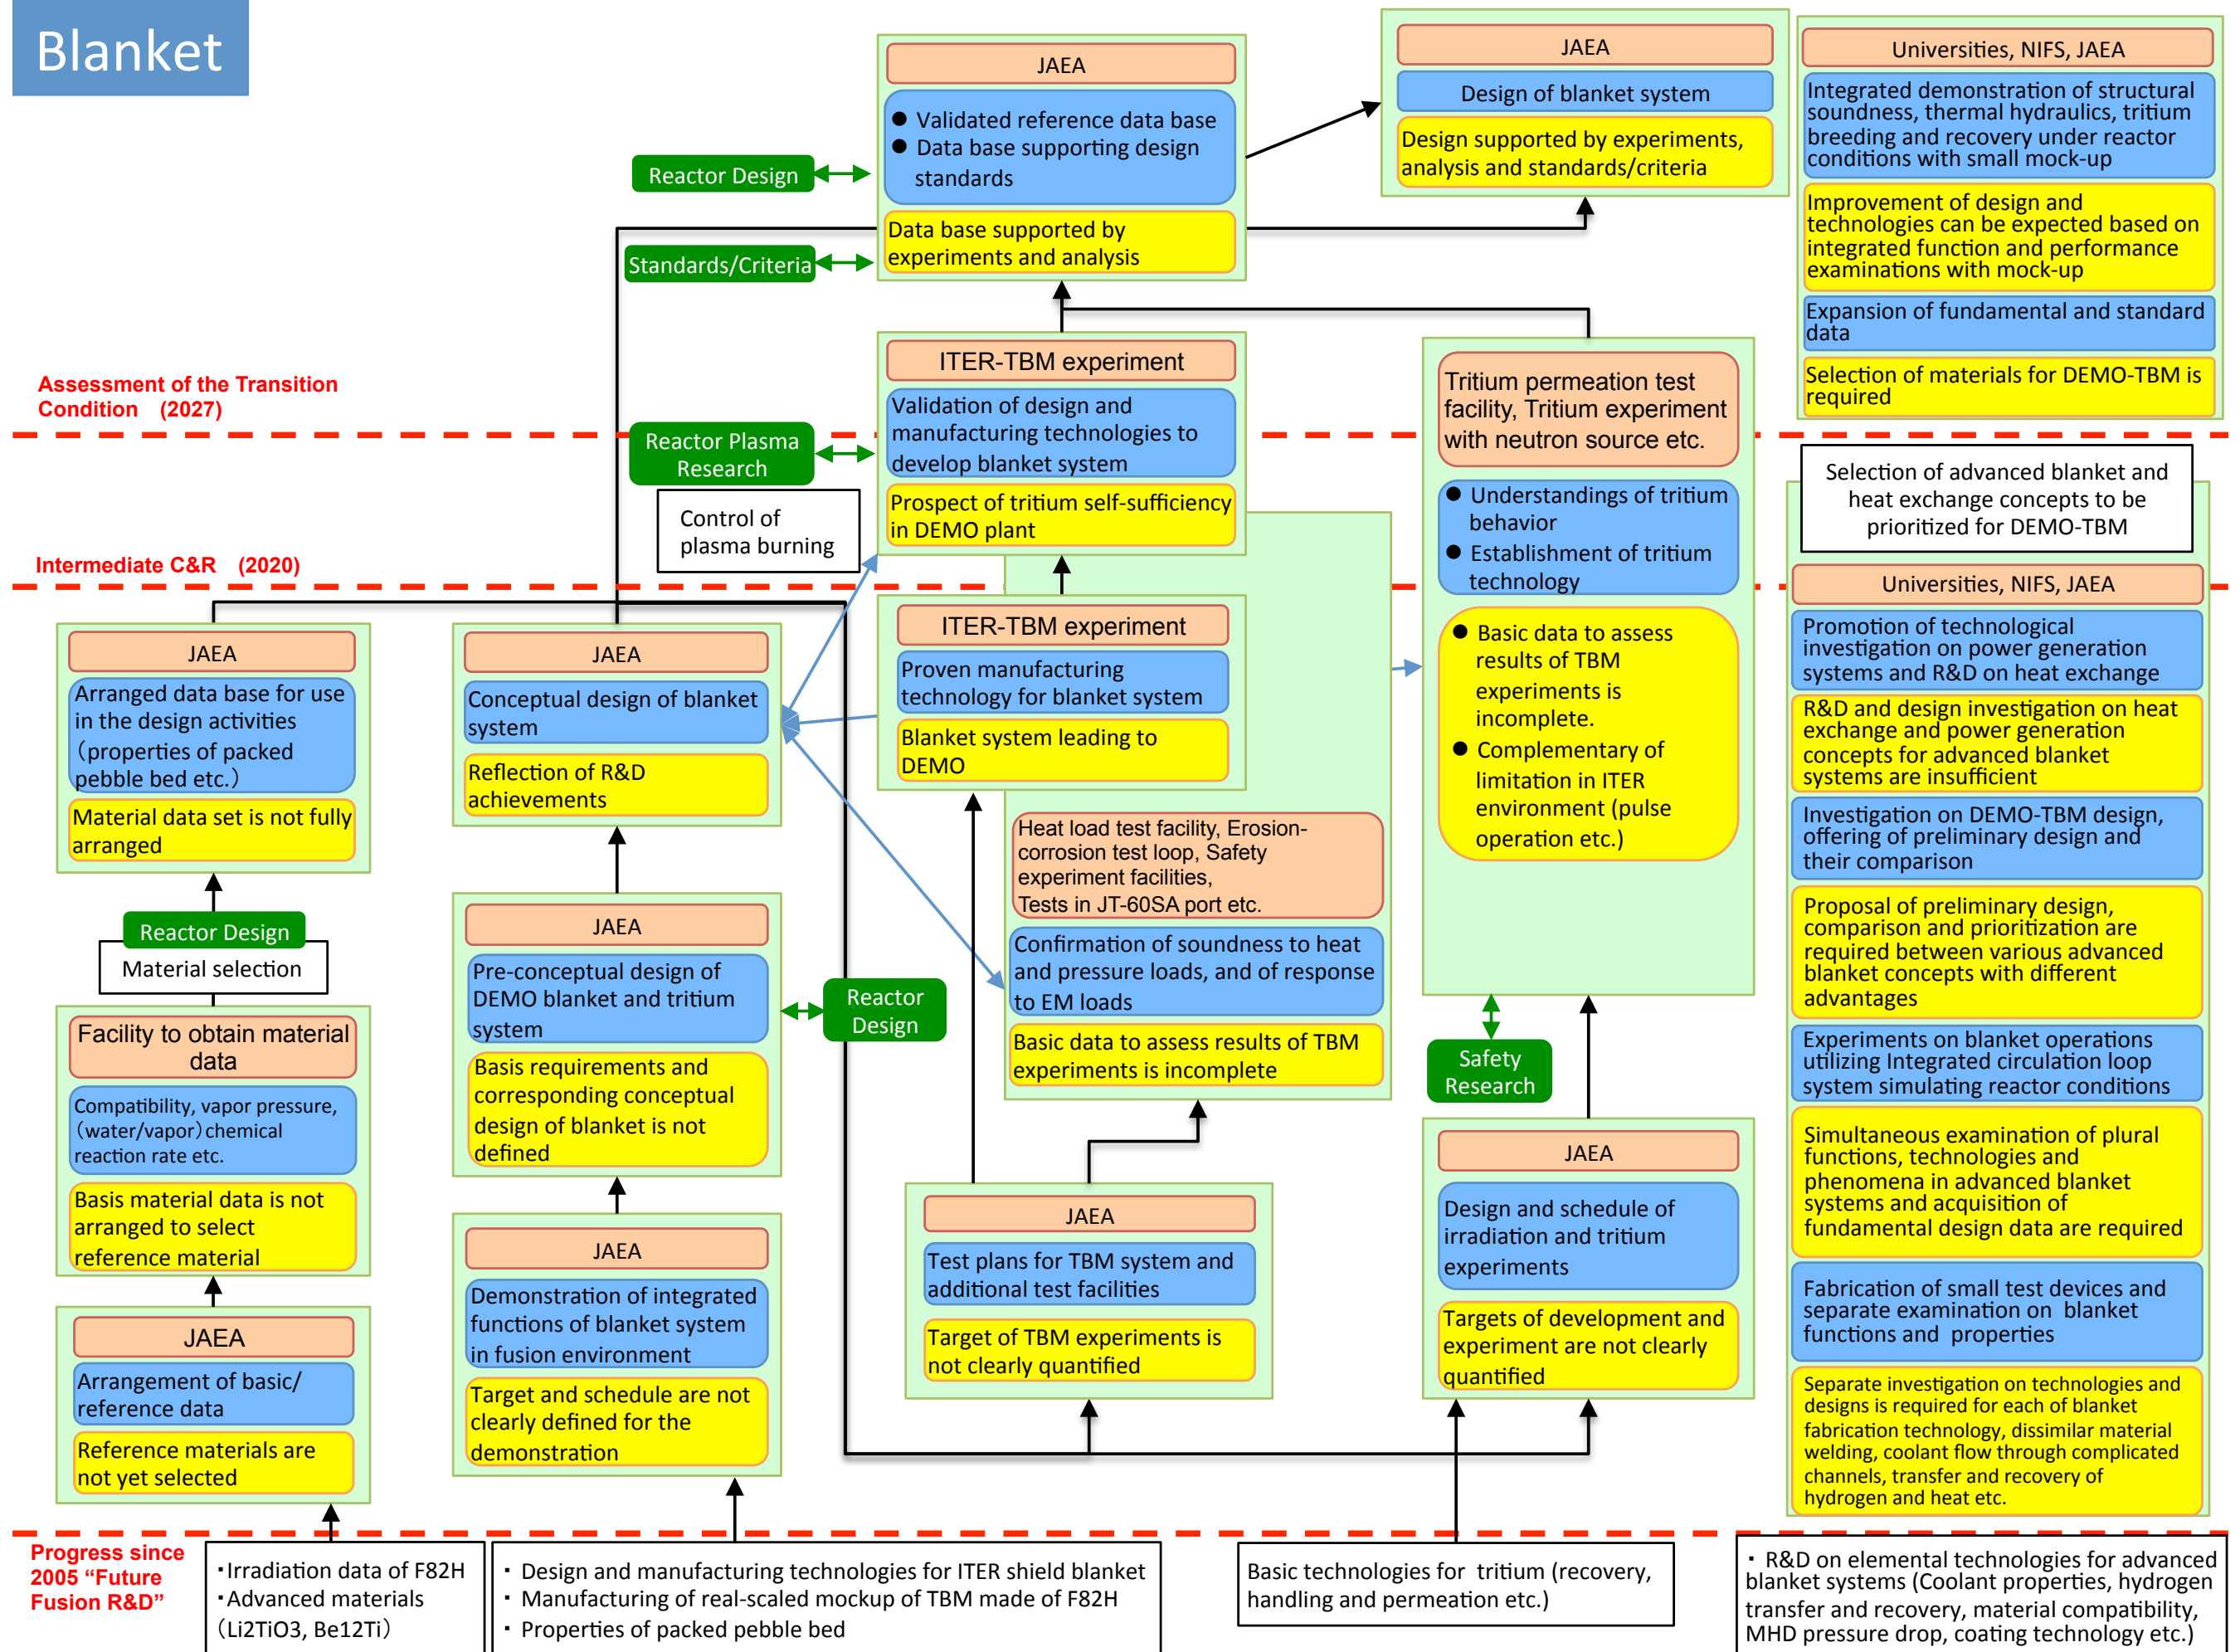 Blanket
JAEA
● Validated reference data base
● Data base supporting design
standards
Data base supported by
experiments and analysis
Reactor Design
Standards/Criteria
JAEA
Design of blanket system
Design supported by experiments,
analysis and standards/criteria
Universities, NIFS, JAEA
Integrated demonstration of structural
soundness, thermal hydraulics, tritium
breeding and recovery under reactor
conditions with small mock-up
Improvement of design and
technologies can be expected based on
integrated function and performance
examinations with mock-up
Expansion of fundamental and standard
data
Selection of materials for DEMO-TBM is
required
Assessment of the Transition
Condition (2027)
ITER-TBM experiment
Validation of design and
manufacturing technologies to
develop blanket system
Prospect of tritium self-sufficiency
in DEMO plant
Reactor Plasma
Research
Control of
plasma burning
Tritium permeation test
facility, Tritium experiment
with neutron source etc.
● Understandings of tritium
behavior
● Establishment of tritium
technology
● Basic data to assess
results of TBM
experiments is
incomplete.
● Complementary of
limitation in ITER
environment (pulse
operation etc.)
Selection of advanced blanket and
heat exchange concepts to be
prioritized for DEMO-TBM
Intermediate C&R (2020)
JAEA
Arranged data base for use
in the design activities
（properties of packed
pebble bed etc.）
Material data set is not fully
arranged
Reactor Design
Material selection
Facility to obtain material
data
Compatibility, vapor pressure,
（water/vapor）chemical
reaction rate etc.
Basis material data is not
arranged to select
reference material
JAEA
Arrangement of basic/
reference data
Reference materials are
not yet selected
JAEA
Conceptual design of blanket
system
Reflection of R&D
achievements
JAEA
Pre-conceptual design of
DEMO blanket and tritium
system
Basis requirements and
corresponding conceptual
design of blanket is not
defined
Reactor
Design
JAEA
Demonstration of integrated
functions of blanket system
in fusion environment
Target and schedule are not
clearly defined for the
demonstration
ITER-TBM experiment
Proven manufacturing
technology for blanket system
Blanket system leading to
DEMO
Heat load test facility, Erosion-
corrosion test loop, Safety
experiment facilities,
Tests in JT-60SA port etc.
Confirmation of soundness to heat
and pressure loads, and of response
to EM loads
Basic data to assess results of TBM
experiments is incomplete
JAEA
Test plans for TBM system and
additional test facilities
Target of TBM experiments is
not clearly quantified
Safety
Research
JAEA
Design and schedule of
irradiation and tritium
experiments
Targets of development and
experiment are not clearly
quantified
Universities, NIFS, JAEA
Promotion of technological
investigation on power generation
systems and R&D on heat exchange
R&D and design investigation on heat
exchange and power generation
concepts for advanced blanket
systems are insufficient
Investigation on DEMO-TBM design,
offering of preliminary design and
their comparison
Proposal of preliminary design,
comparison and prioritization are
required between various advanced
blanket concepts with different
advantages
Experiments on blanket operations
utilizing Integrated circulation loop
system simulating reactor conditions
Simultaneous examination of plural
functions, technologies and
phenomena in advanced blanket
systems and acquisition of
fundamental design data are required
Fabrication of small test devices and
separate examination on blanket
functions and properties
Separate investigation on technologies and
designs is required for each of blanket
fabrication technology, dissimilar material
welding, coolant flow through complicated
channels, transfer and recovery of
hydrogen and heat etc.
Progress since
2005 “Future
Fusion R&D”
・Irradiation data of F82H
・Advanced materials
（Li2TiO3, Be12Ti）
・ Design and manufacturing technologies for ITER shield blanket
・ Manufacturing of real-scaled mockup of TBM made of F82H
・ Properties of packed pebble bed
Basic technologies for tritium (recovery,
handling and permeation etc.)
・ R&D on elemental technologies for advanced
blanket systems (Coolant properties, hydrogen
transfer and recovery, material compatibility,
MHD pressure drop, coating technology etc.)